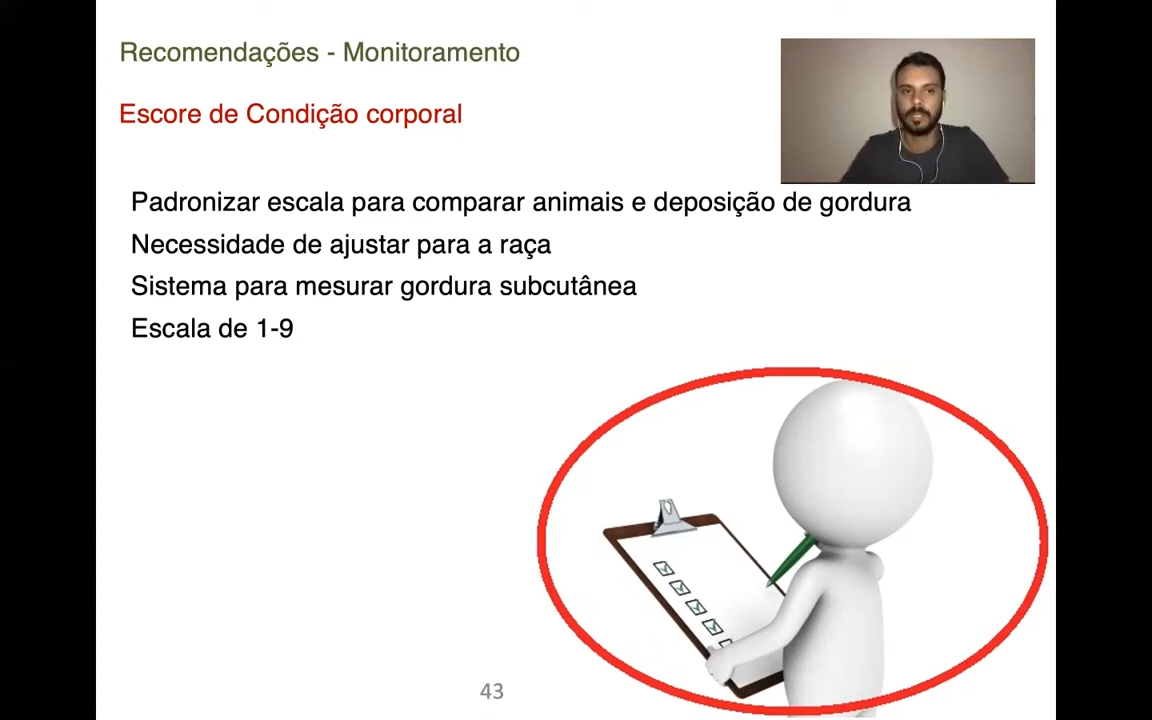 Recomendações - Monitoramento
Escore de Condição corporal
Padronizar escala para comparar animais e deposição de gordura
Necessidade de ajustar para a raça
Sistema para mesurar gordura subcutânea
Escala de 1-9
43